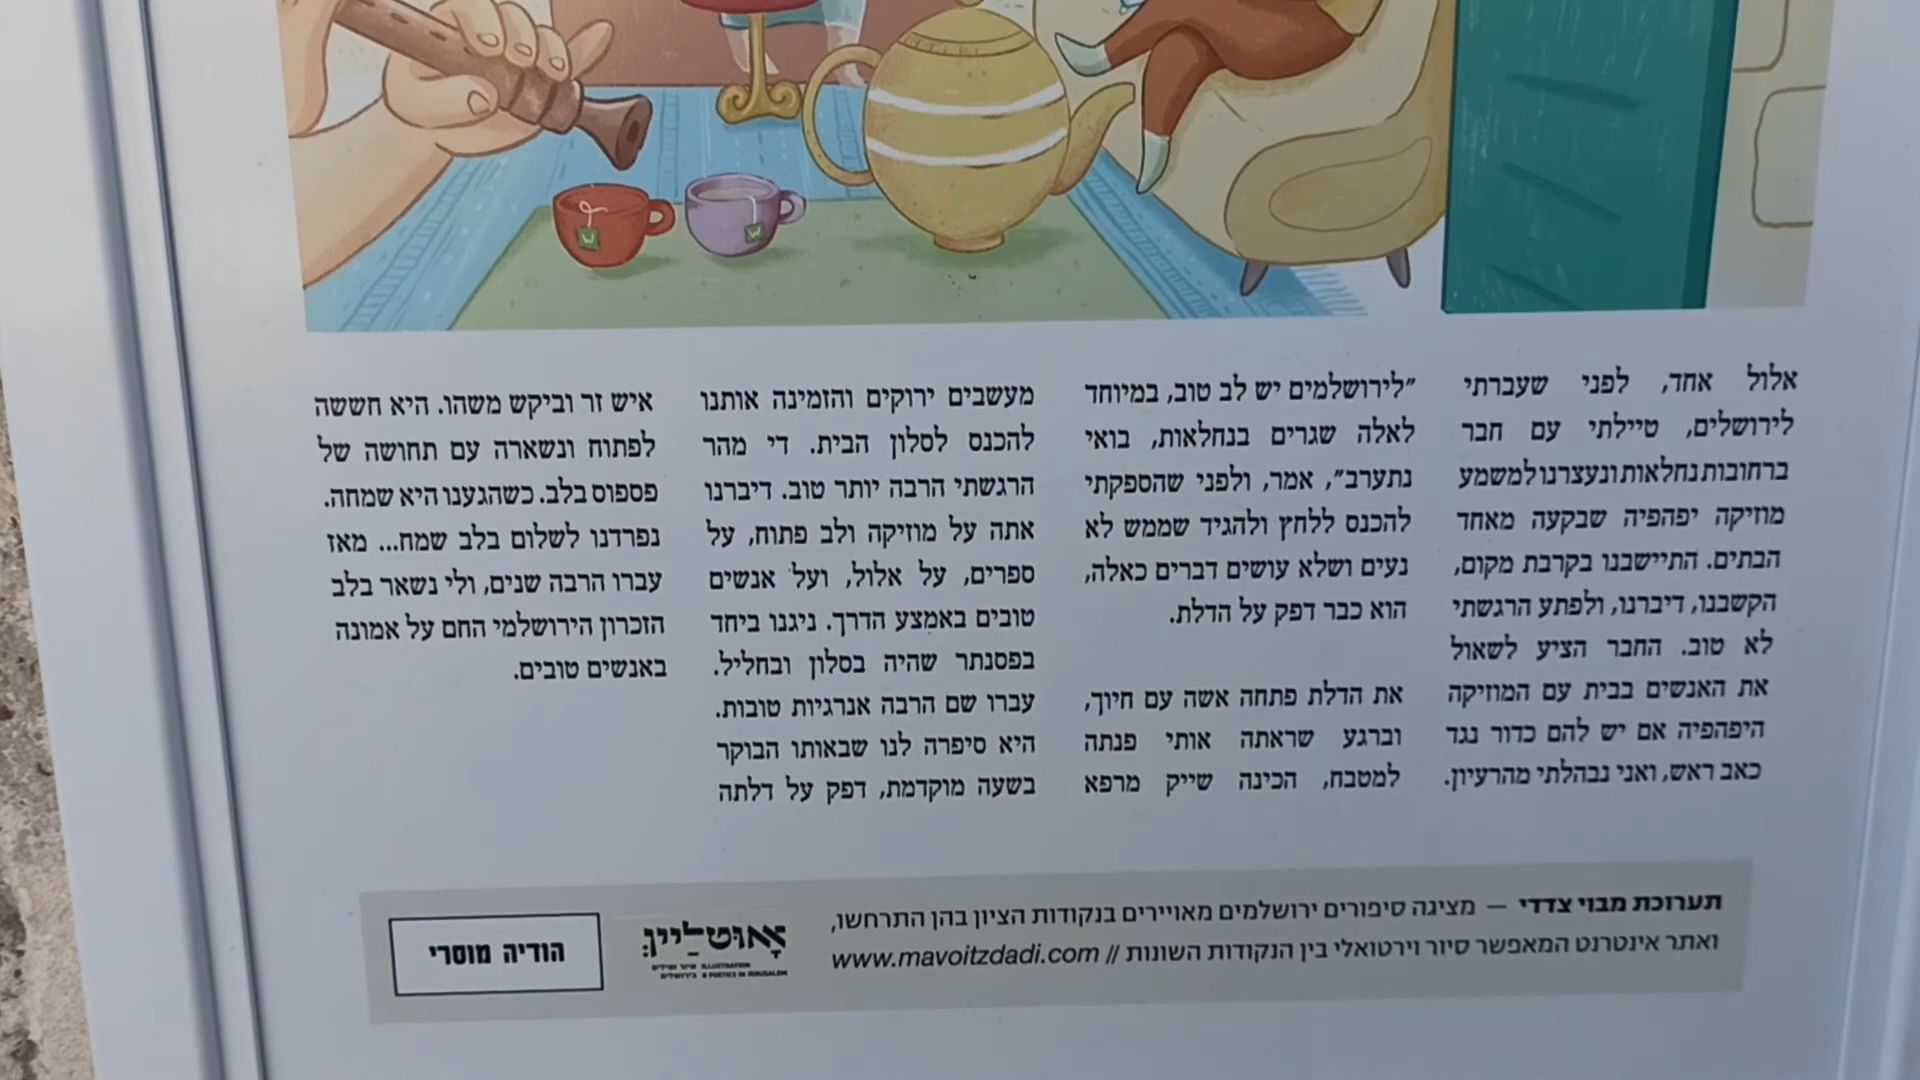 אלול אחד, לפני שעברתי
לירושלים, טיילתי עם חבר
ברחובות נחלאות ונעצרנו למשמע
מוזיקה יפהפיה שבקעה מאחד
הבתים. התיישבנו בקרבת מקום,
הקשבנו, דיברנו, ולפתע הרגשתי
לא טוב. החבר הציע לשאול
את האנשים בבית עם המוזיקה
היפהפיה אם יש להם כדור נגד
כאב ראש, ואני נבהלתי מהרעיון.
״לירושלמים יש לב טוב, במיוחד
לאלה שגרים בנחלאות, בואי
נתערב״, אמר, ולפני שהספקתי
להכנס ללחץ ולהגיד שממש לא
נעים ושלא עושים דברים כאלה,
הוא כבר דפק על הדלת.
את הדלת פתחה אשה עם חיוך,
וברגע שראתה אותי פנתה
למטבח, הכינה שייק מרפא
מעשבים ירוקים והזמינה אותנו
להכנס לסלון הבית. די מהר
הרגשתי הרבה יותר טוב. דיברנו
אתה על מוזיקה ולב פתוח, על
ספרים, על אלול, ועל אנשים
טובים באמצע הדרך. ניגנו ביחד
בפסנתר שהיה בסלון ובחליל.
עברו שם הרבה אנרגיות טובות.
היא סיפרה לנו שבאותו הבוקר
בשעה מוקדמת, דפק על דלתה
איש זר וביקש משהו. היא חששה
לפתוח ונשארה עם תחושה של
פספוס בלב. כשהגענו היא שמחה.
נפרדנו לשלום בלב שמח... מאז
עברו הרבה שנים, ולי נשאר בלב
הזכרון הירושלמי החם על אמונה
באנשים טובים.
תערוכת מבוי צדדי — מציגה סיפורים ירושלמים מאויירים בנקודות הציון בהן התרחשו,
ואתר אינטרנט המאפשר סיור וירטואלי בין הנקודות השונות // www.mavoitzdadi.com
אָאוּטלַייןְ
ILLUSTRATION
& POETICS IN JERUSALEM
הודיה מוסרי